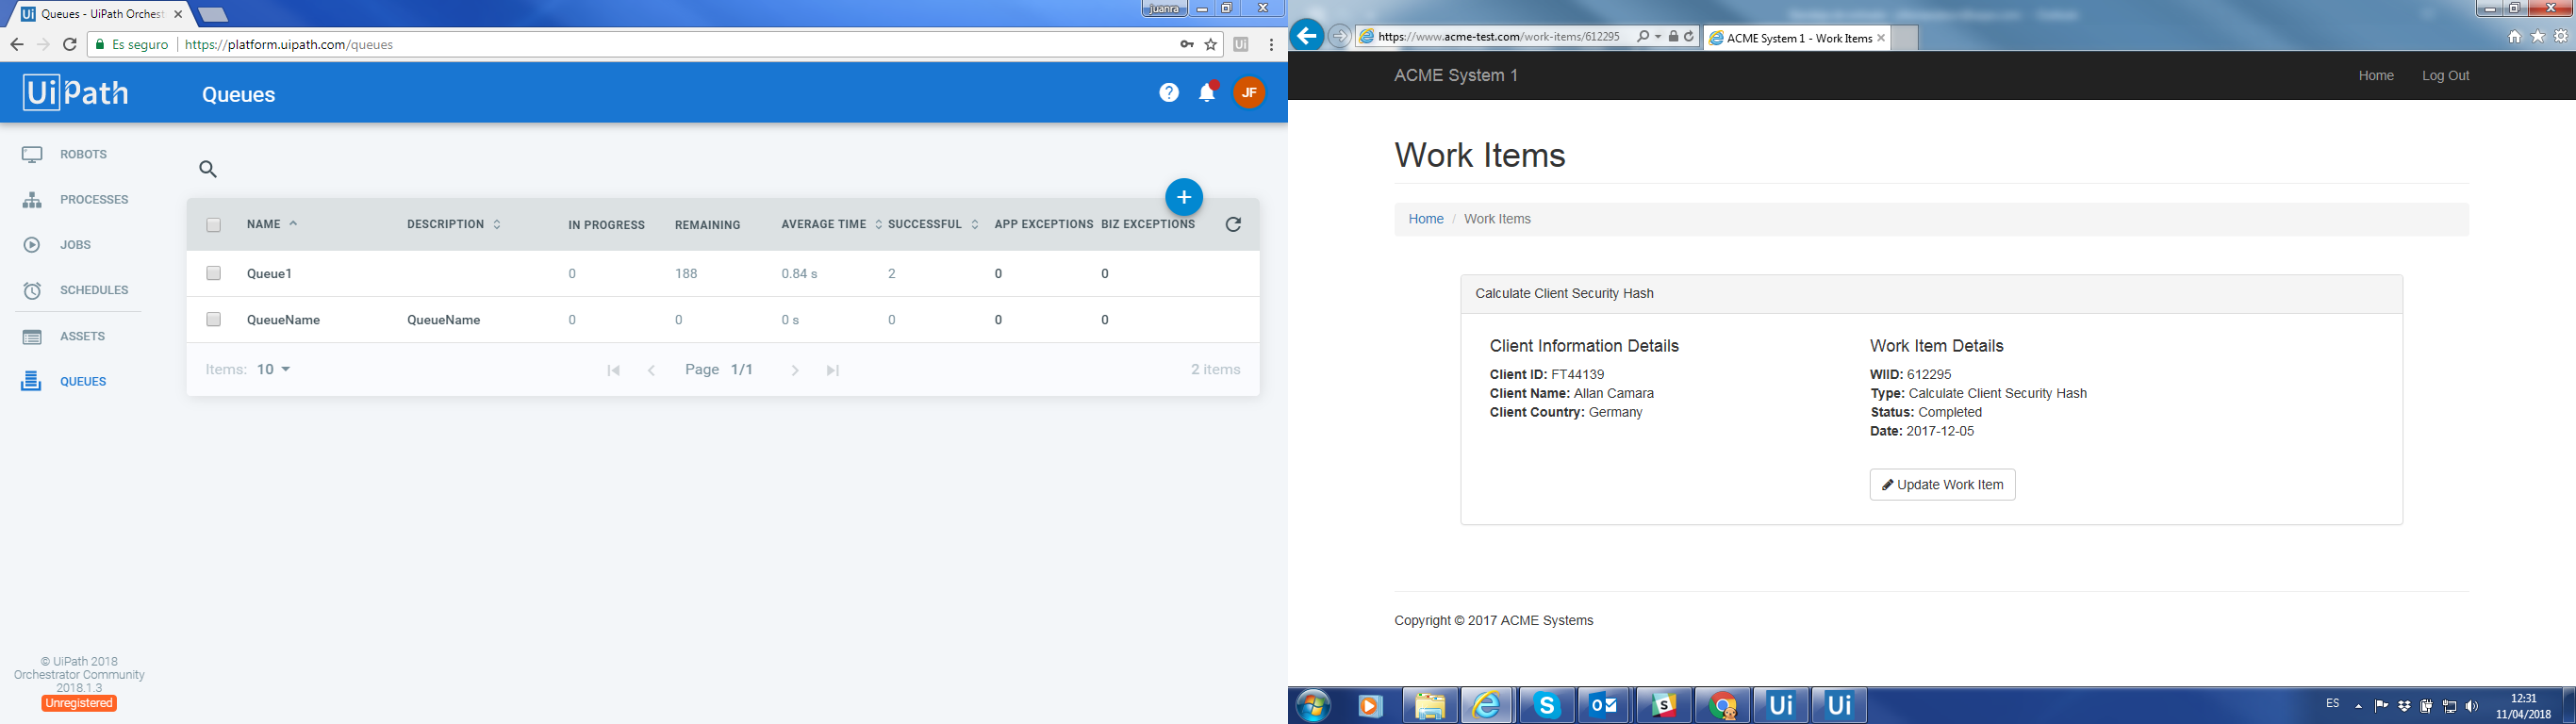 Queues - UiPath Orchest
juanra
Es seguro
https://platform.uipath.com/queues
Ui
UiPath
Queues
JF
ROBOTS
PROCESSES
JOBS
SCHEDULES
ASSETS
QUEUES
NAME DESCRIPTION IN PROGRESS REMAINING AVERAGE TIME SUCCESSFUL APP EXCEPTIONS BIZ EXCEPTIONS
Queue1 0 188 0.84 s 2 0 0
QueueName QueueName 0 0 0 s 0 0 0
Items: 10 Page 1/1 2 items
© UiPath 2018
Orchestrator Community
2018.1.3
Unregistered
https://www.acme-test.com/work-items/612295
ACME System 1 - Work Items
ACME System 1
Home Log Out
Work Items
Home / Work Items
Calculate Client Security Hash
Client Information Details
Client ID: FT44139
Client Name: Allan Camara
Client Country: Germany
Work Item Details
WIID: 612295
Type: Calculate Client Security Hash
Status: Completed
Date: 2017-12-05
Update Work Item
Copyright © 2017 ACME Systems
Ui Ui
ES
12:31
11/04/2018